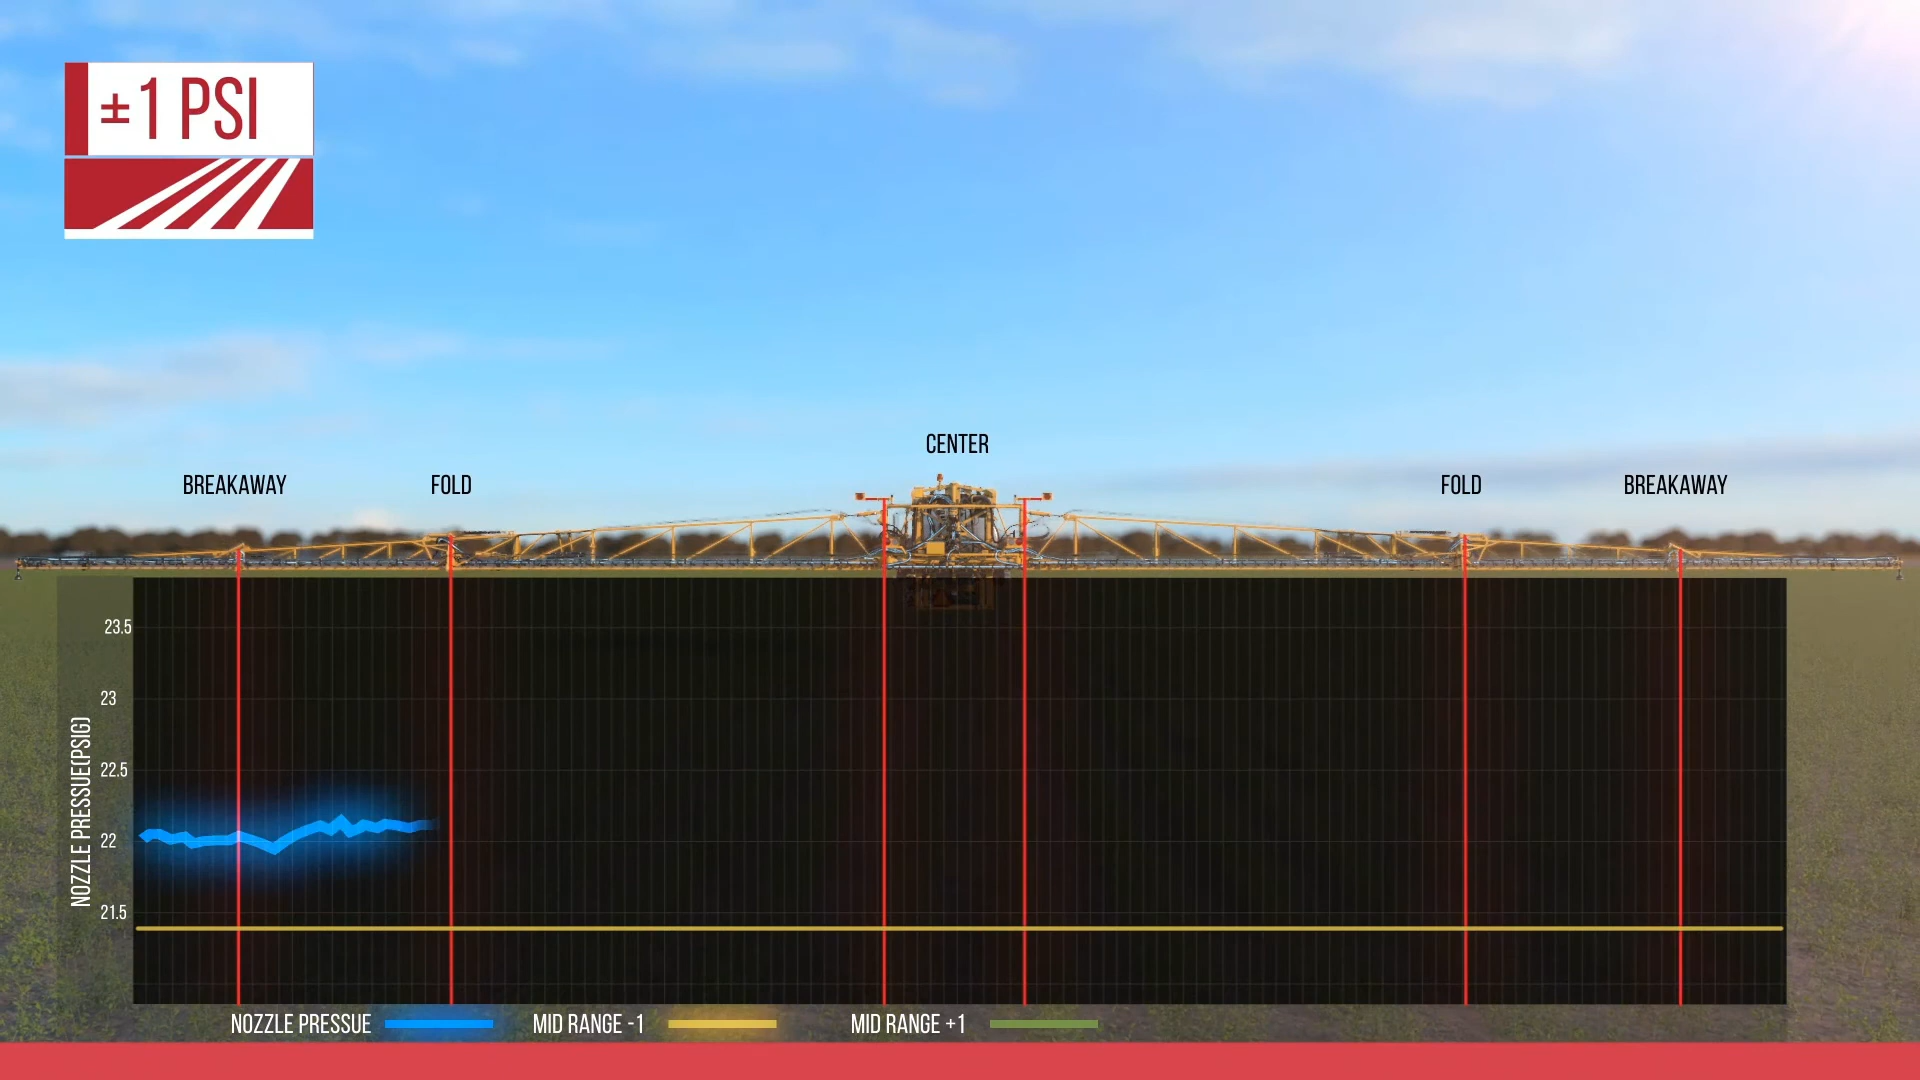 ±1 PSI
CENTER
BREAKAWAY
FOLD
FOLD
BREAKAWAY
23.5
23
22.5
22
21.5
NOZZLE PRESSUE(PSIG)
NOZZLE PRESSUE
MID RANGE -1
MID RANGE +1